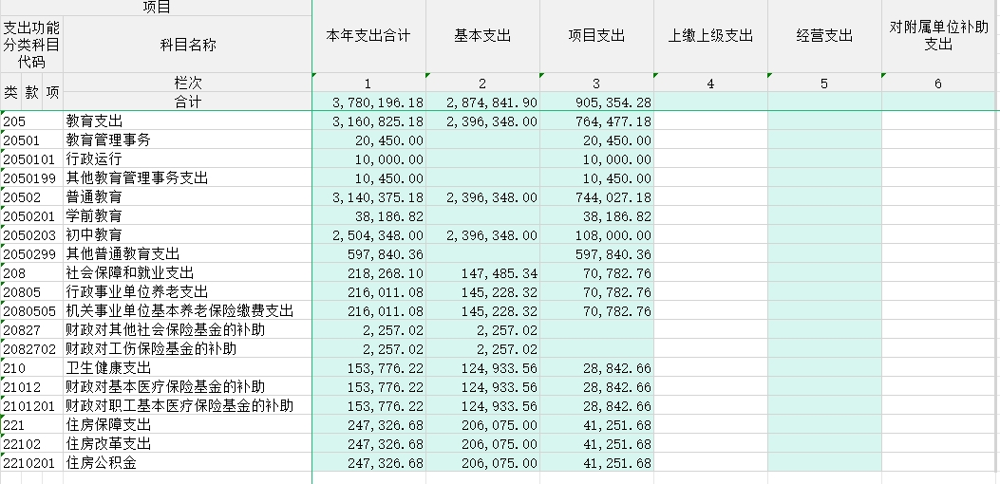 项目
支出功能分类科目代码 科目名称 本年支出合计 基本支出 项目支出 上缴上级支出 经营支出 对附属单位补助支出
类 款 项 栏次 1 2 3 4 5 6
合计 3,780,196.18 2,874,841.90 905,354.28
205 教育支出 3,160,825.18 2,396,348.00 764,477.18
20501 教育管理事务 20,450.00 20,450.00
2050101 行政运行 10,000.00 10,000.00
2050199 其他教育管理事务支出 10,450.00 10,450.00
20502 普通教育 3,140,375.18 2,396,348.00 744,027.18
2050201 学前教育 38,186.82 38,186.82
2050203 初中教育 2,504,348.00 2,396,348.00 108,000.00
2050299 其他普通教育支出 597,840.36 597,840.36
208 社会保障和就业支出 218,268.10 147,485.34 70,782.76
20805 行政事业单位养老支出 216,011.08 145,228.32 70,782.76
2080505 机关事业单位基本养老保险缴费支出 216,011.08 145,228.32 70,782.76
20827 财政对其他社会保险基金的补助 2,257.02 2,257.02
2082702 财政对工伤保险基金的补助 2,257.02 2,257.02
210 卫生健康支出 153,776.22 124,933.56 28,842.66
21012 财政对基本医疗保险基金的补助 153,776.22 124,933.56 28,842.66
2101201 财政对职工基本医疗保险基金的补助 153,776.22 124,933.56 28,842.66
221 住房保障支出 247,326.68 206,075.00 41,251.68
22102 住房改革支出 247,326.68 206,075.00 41,251.68
2210201 住房公积金 247,326.68 206,075.00 41,251.68